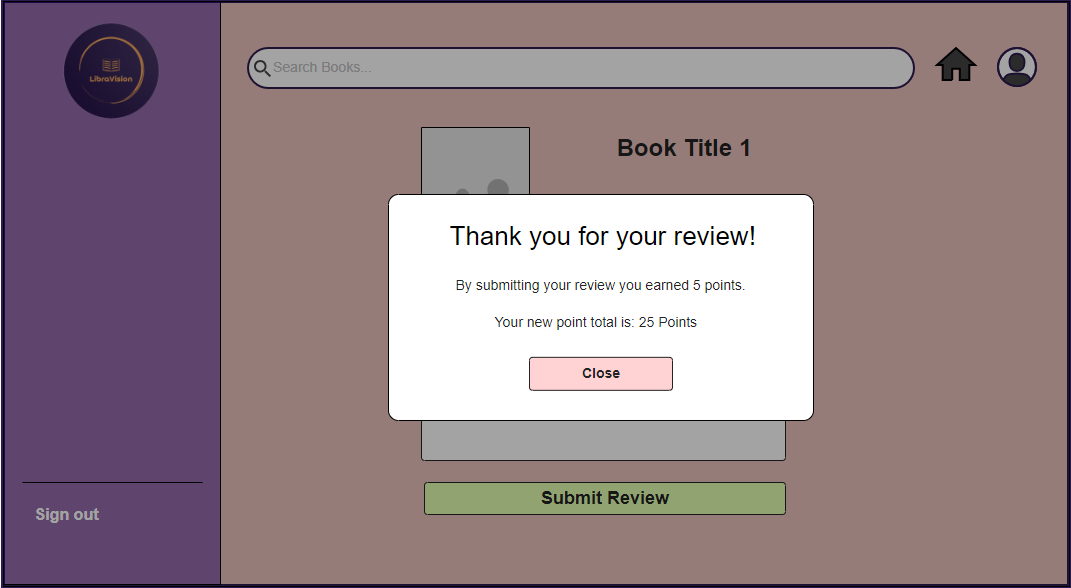 LibraVision
Search Books...
Book Title 1
Thank you for your review!
By submitting your review you earned 5 points.
Your new point total is: 25 Points
Close
Submit Review
Sign out